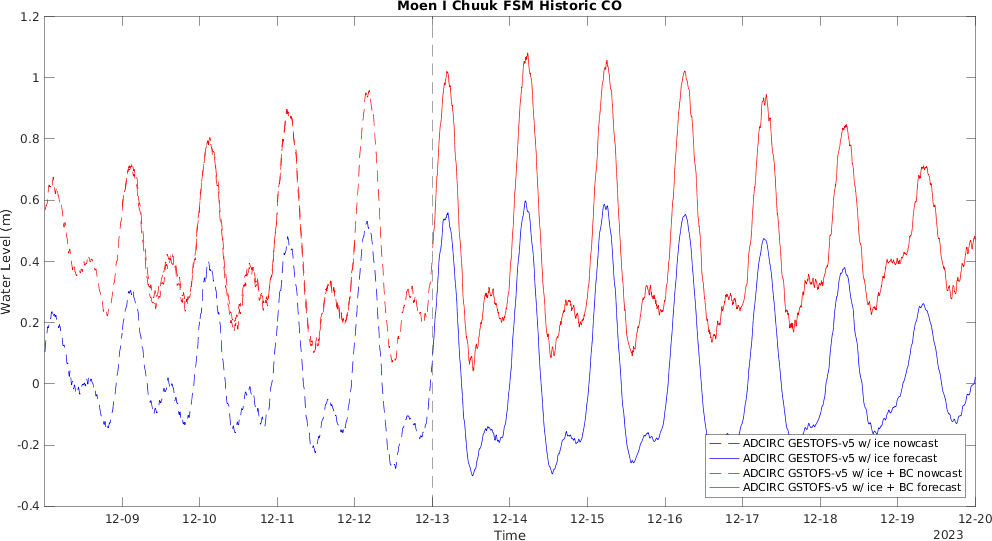 Moen I Chuuk FSM Historic CO
Water Level (m)
1.2
1
0.8
0.6
0.4
0.2
0
-0.2
-0.4
ADCIRC GESTOFS-v5 w/ ice nowcast
ADCIRC GESTOFS-v5 w/ ice forecast
ADCIRC GSTOFS-v5 w/ ice + BC nowcast
ADCIRC GSTOFS-v5 w/ ice + BC forecast
12-09 12-10 12-11 12-12 12-13 12-14 12-15 12-16 12-17 12-18 12-19 12-20
Time
2023